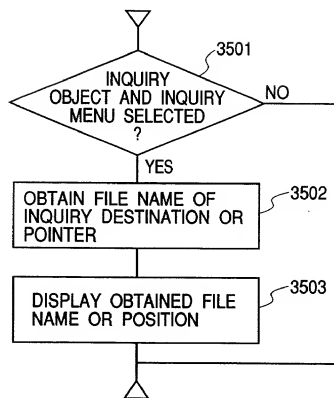 3501
INQUIRY
OBJECT AND INQUIRY
MENU SELECTED
?
NO
YES
3502
OBTAIN FILE NAME OF
INQUIRY DESTINATION OR
POINTER
3503
DISPLAY OBTAINED FILE
NAME OR POSITION